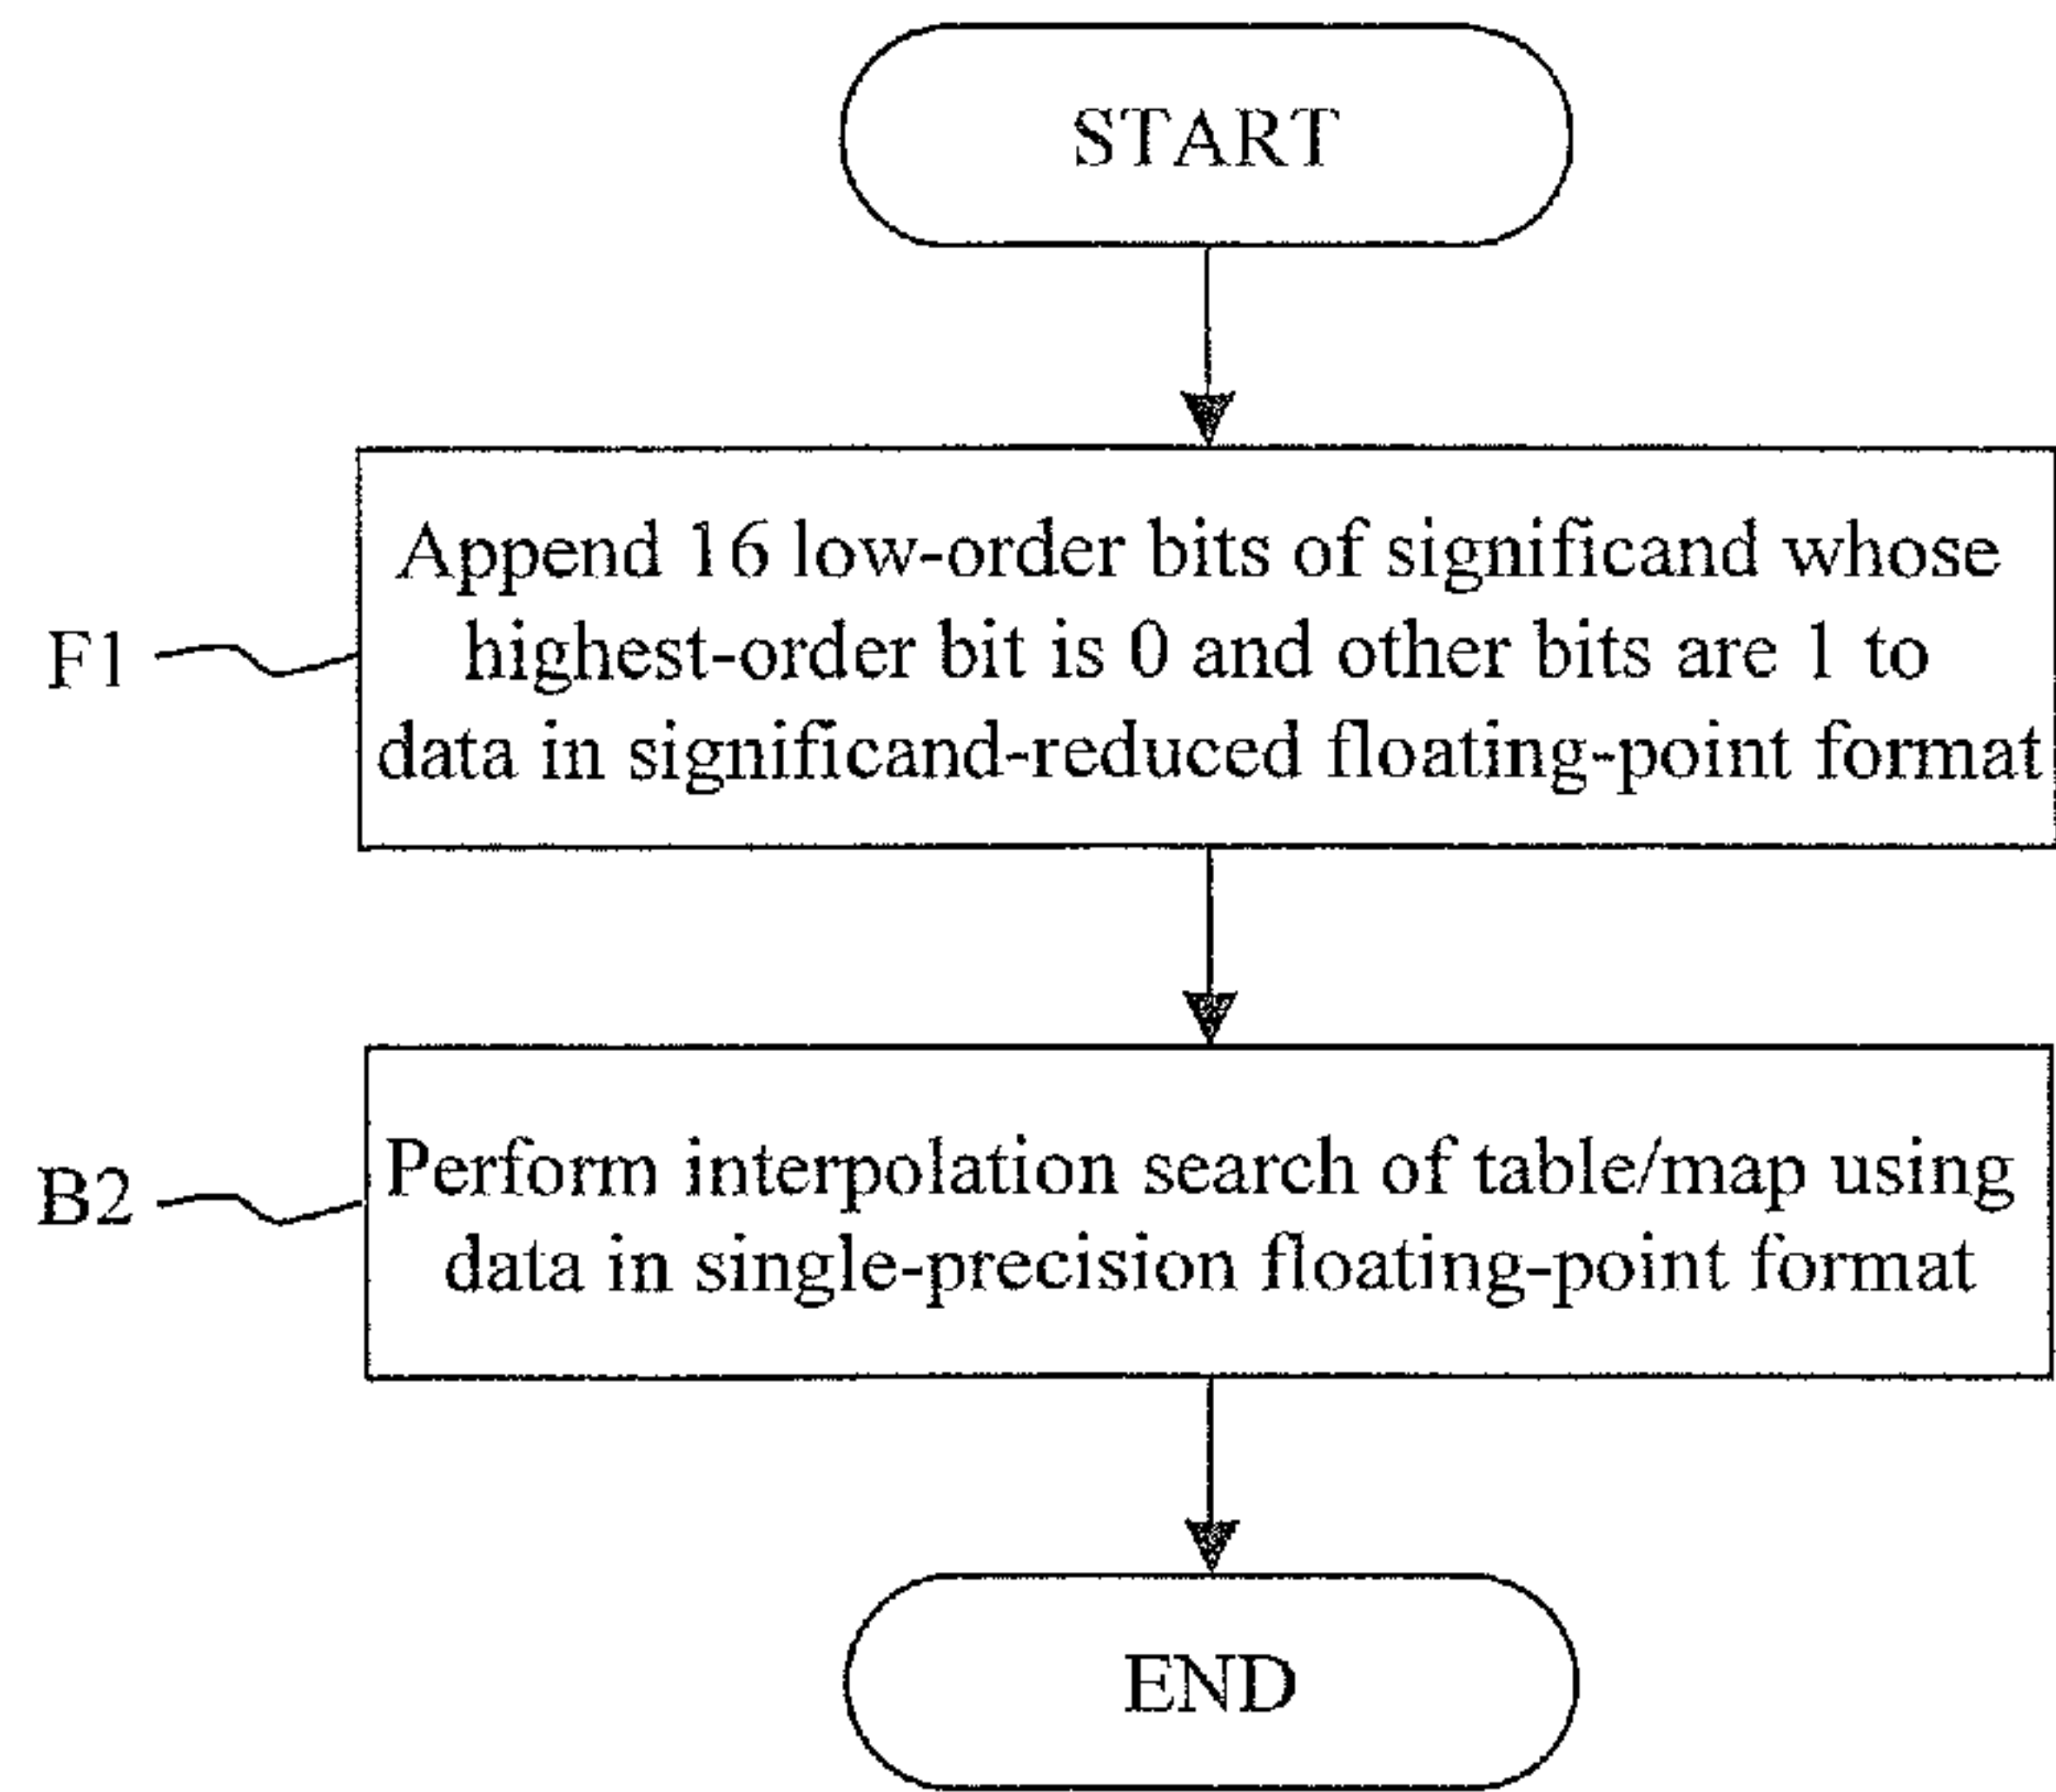 START
Append 16 low-order bits of significand whose
highest-order bit is 0 and other bits are 1 to
data in significand-reduced floating-point format
F1
Perform interpolation search of table/map using
data in single-precision floating-point format
B2
END